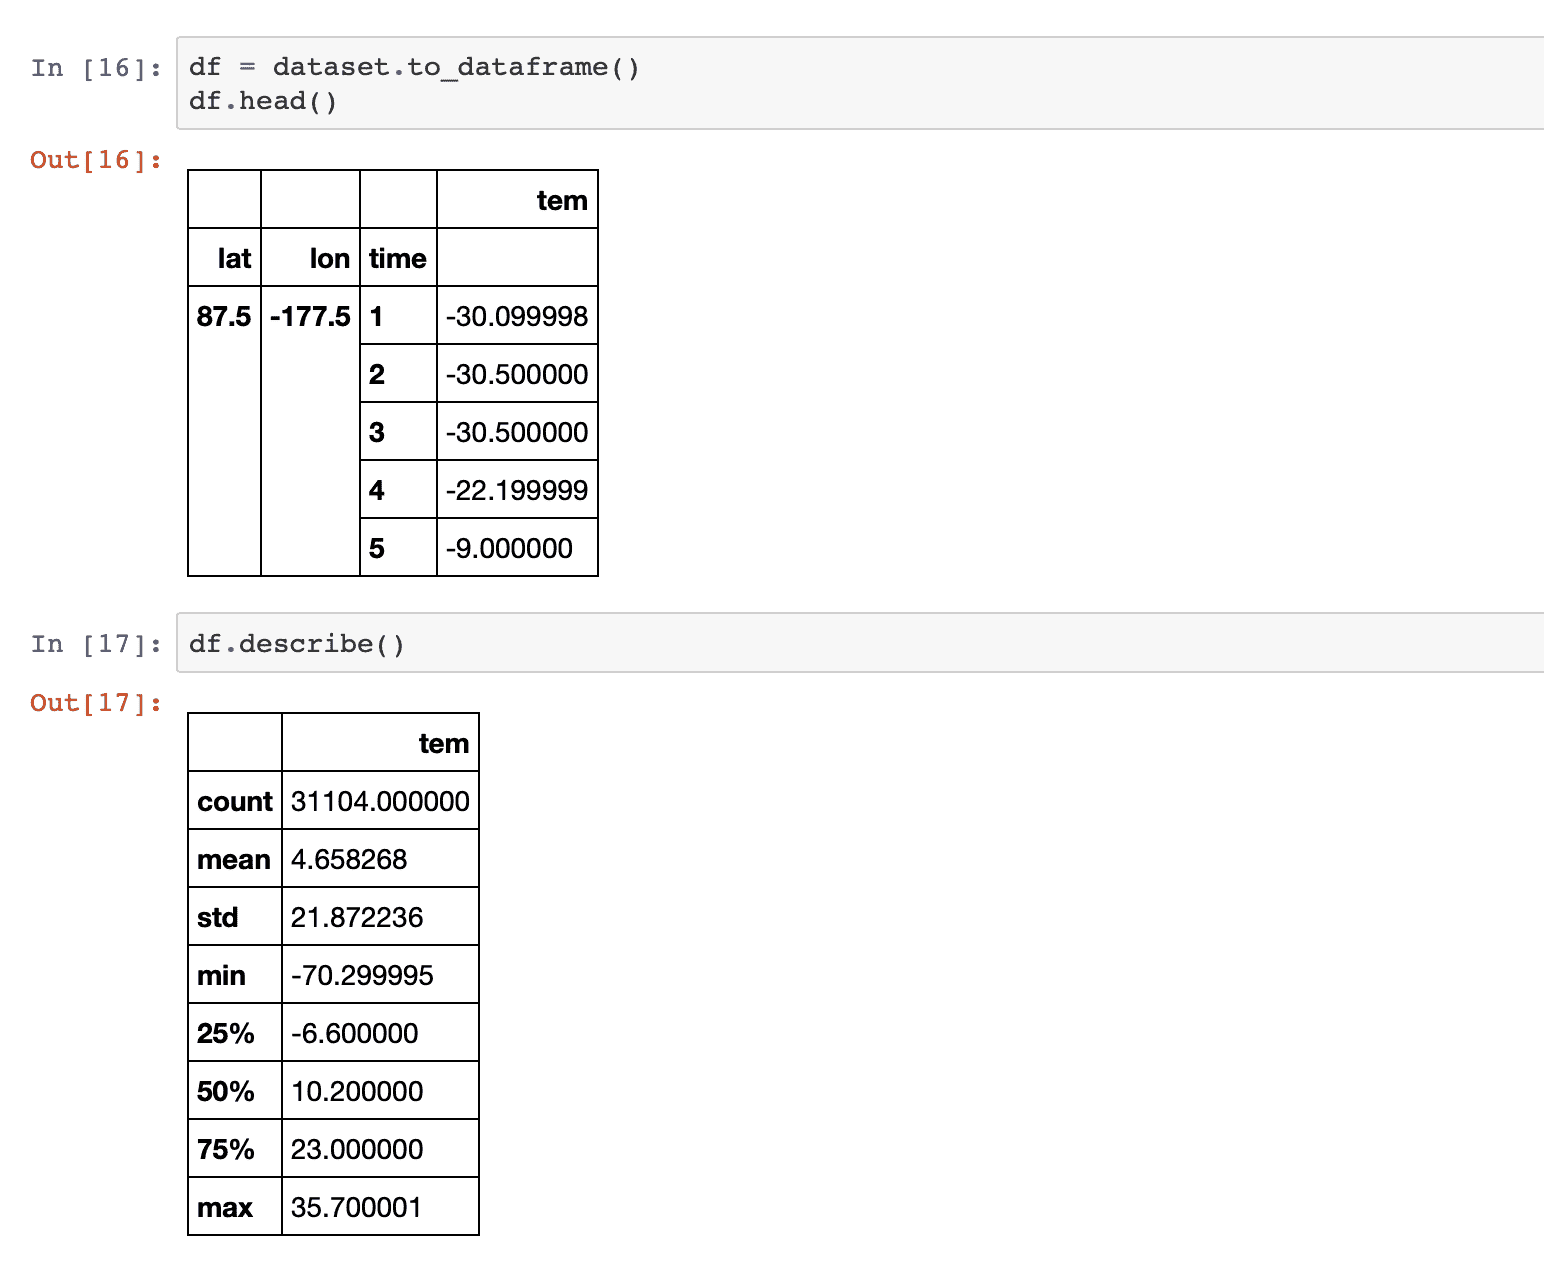 In [16]: df = dataset.to_dataframe()
df.head()
Out[16]:
tem
lat lon time
87.5 -177.5 1 -30.099998
2 -30.500000
3 -30.500000
4 -22.199999
5 -9.000000
In [17]: df.describe()
Out[17]:
tem
count 31104.000000
mean 4.658268
std 21.872236
min -70.299995
25% -6.600000
50% 10.200000
75% 23.000000
max 35.700001